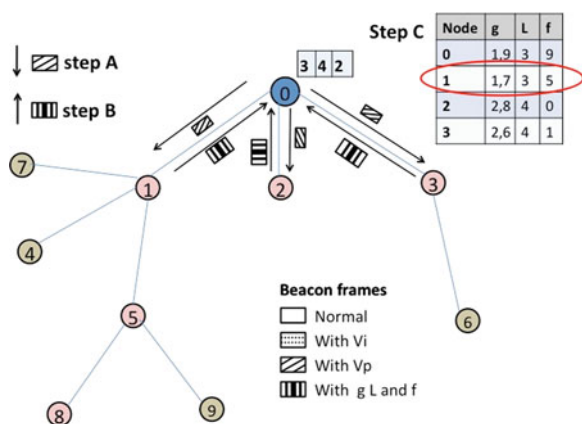 step A
step B
3 4 2
Step C
Node g L f
0 1,9 3 9
1 1,7 3 5
2 2,8 4 0
3 2,6 4 1
0
7
1
2
3
4
5
6
8
9
Beacon frames
Normal
With Vi
With Vp
With g L and f